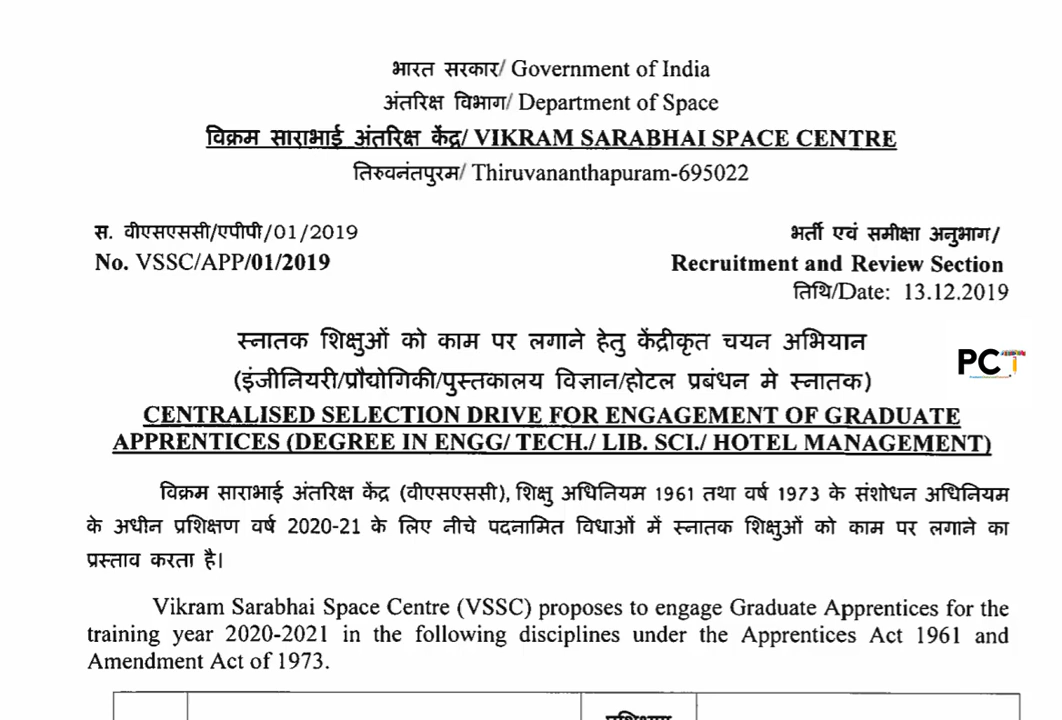 भारत सरकार/ Government of India
अंतरिक्ष विभाग/ Department of Space
विक्रम साराभाई अंतरिक्ष केंद्र/ VIKRAM SARABHAI SPACE CENTRE
तिरुवनंतपुरम/ Thiruvananthapuram-695022
स. वीएसएससी/एपीपी/01/2019
भर्ती एवं समीक्षा अनुभाग/
No. VSSC/APP/01/2019
Recruitment and Review Section
तिथि/Date: 13.12.2019
स्नातक शिक्षुओं को काम पर लगाने हेतु केंद्रीकृत चयन अभियान
PCT
(इंजीनियरी/प्रौद्योगिकी/पुस्तकालय विज्ञान/होटल प्रबंधन मे स्नातक)
CENTRALISED SELECTION DRIVE FOR ENGAGEMENT OF GRADUATE
APPRENTICES (DEGREE IN ENGG/ TECH./ LIB. SCI./ HOTEL MANAGEMENT)
विक्रम साराभाई अंतरिक्ष केंद्र (वीएसएससी), शिक्षु अधिनियम 1961 तथा वर्ष 1973 के संशोधन अधिनियम
के अधीन प्रशिक्षण वर्ष 2020-21 के लिए नीचे पदनामित विधाओं में स्नातक शिक्षुओं को काम पर लगाने का
प्रस्ताव करता है।
Vikram Sarabhai Space Centre (VSSC) proposes to engage Graduate Apprentices for the
training year 2020-2021 in the following disciplines under the Apprentices Act 1961 and
Amendment Act of 1973.